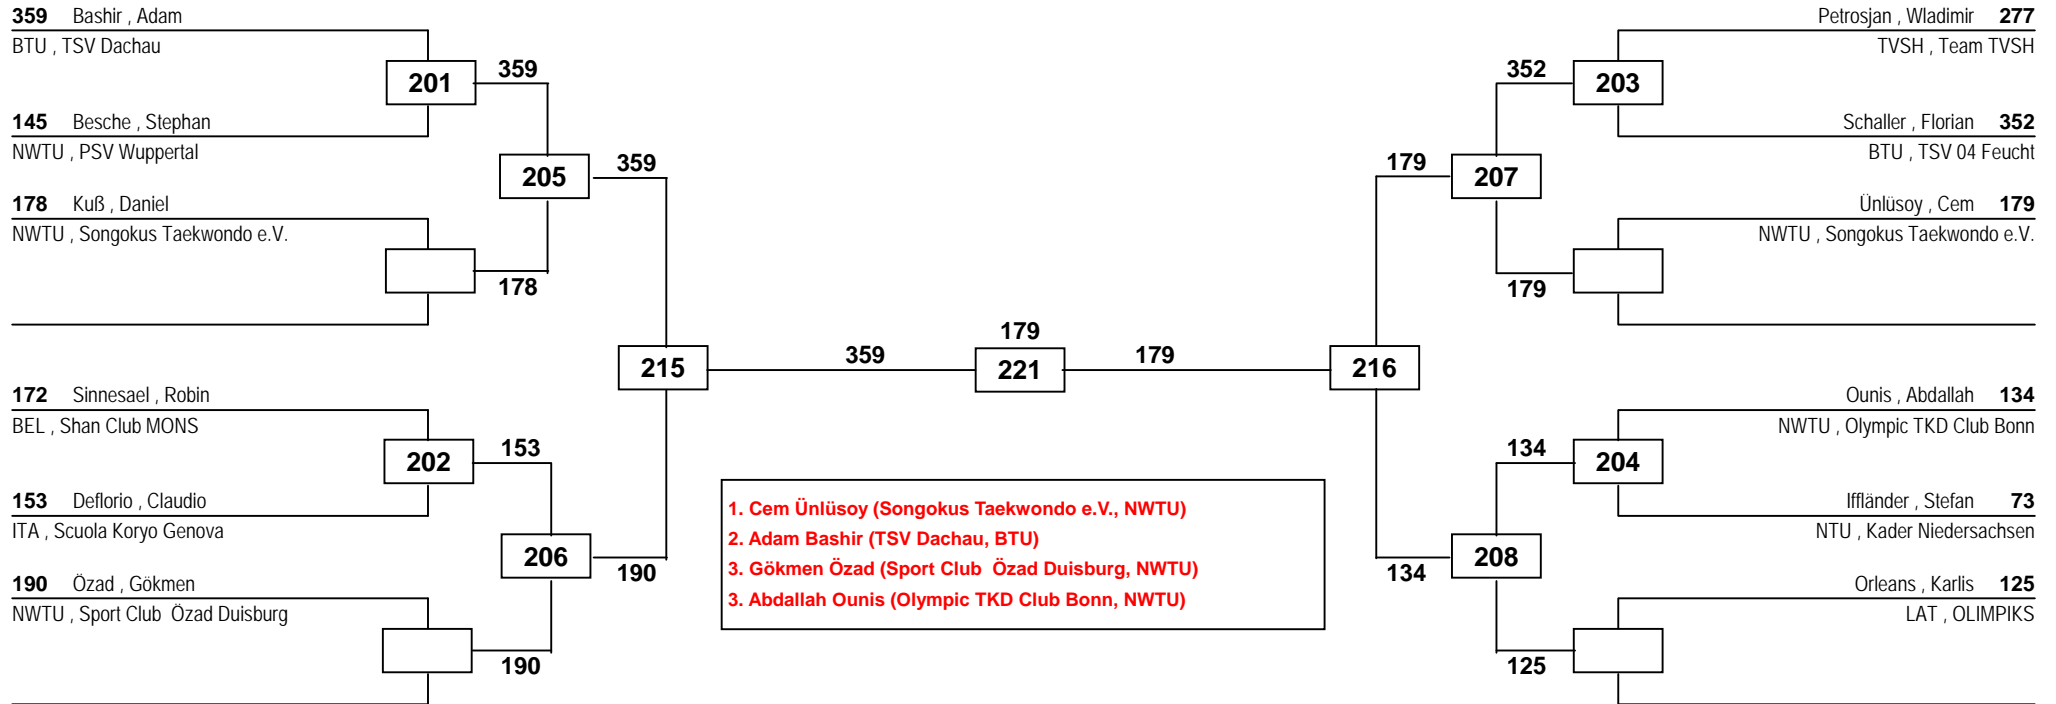 359 Bashir , Adam
BTU , TSV Dachau
201
359
145 Besche , Stephan
NWTU , PSV Wuppertal
205
359
178 Kuß , Daniel
NWTU , Songokus Taekwondo e.V.
178
215
359
172 Sinnesael , Robin
BEL , Shan Club MONS
202
153
153 Deflorio , Claudio
ITA , Scuola Koryo Genova
206
190
190 Özad , Gökmen
NWTU , Sport Club Özad Duisburg
190
179
221
1. Cem Ünlüsoy (Songokus Taekwondo e.V., NWTU)
2. Adam Bashir (TSV Dachau, BTU)
3. Gökmen Özad (Sport Club Özad Duisburg, NWTU)
3. Abdallah Ounis (Olympic TKD Club Bonn, NWTU)
Petrosjan , Wladimir 277
TVSH , Team TVSH
352
203
Schaller , Florian 352
BTU , TSV 04 Feucht
179
207
Ünlüsoy , Cem 179
NWTU , Songokus Taekwondo e.V.
179
179
216
Ounis , Abdallah 134
NWTU , Olympic TKD Club Bonn
134
204
Iffländer , Stefan 73
NTU , Kader Niedersachsen
134
208
Orleans , Karlis 125
LAT , OLIMPIKS
125